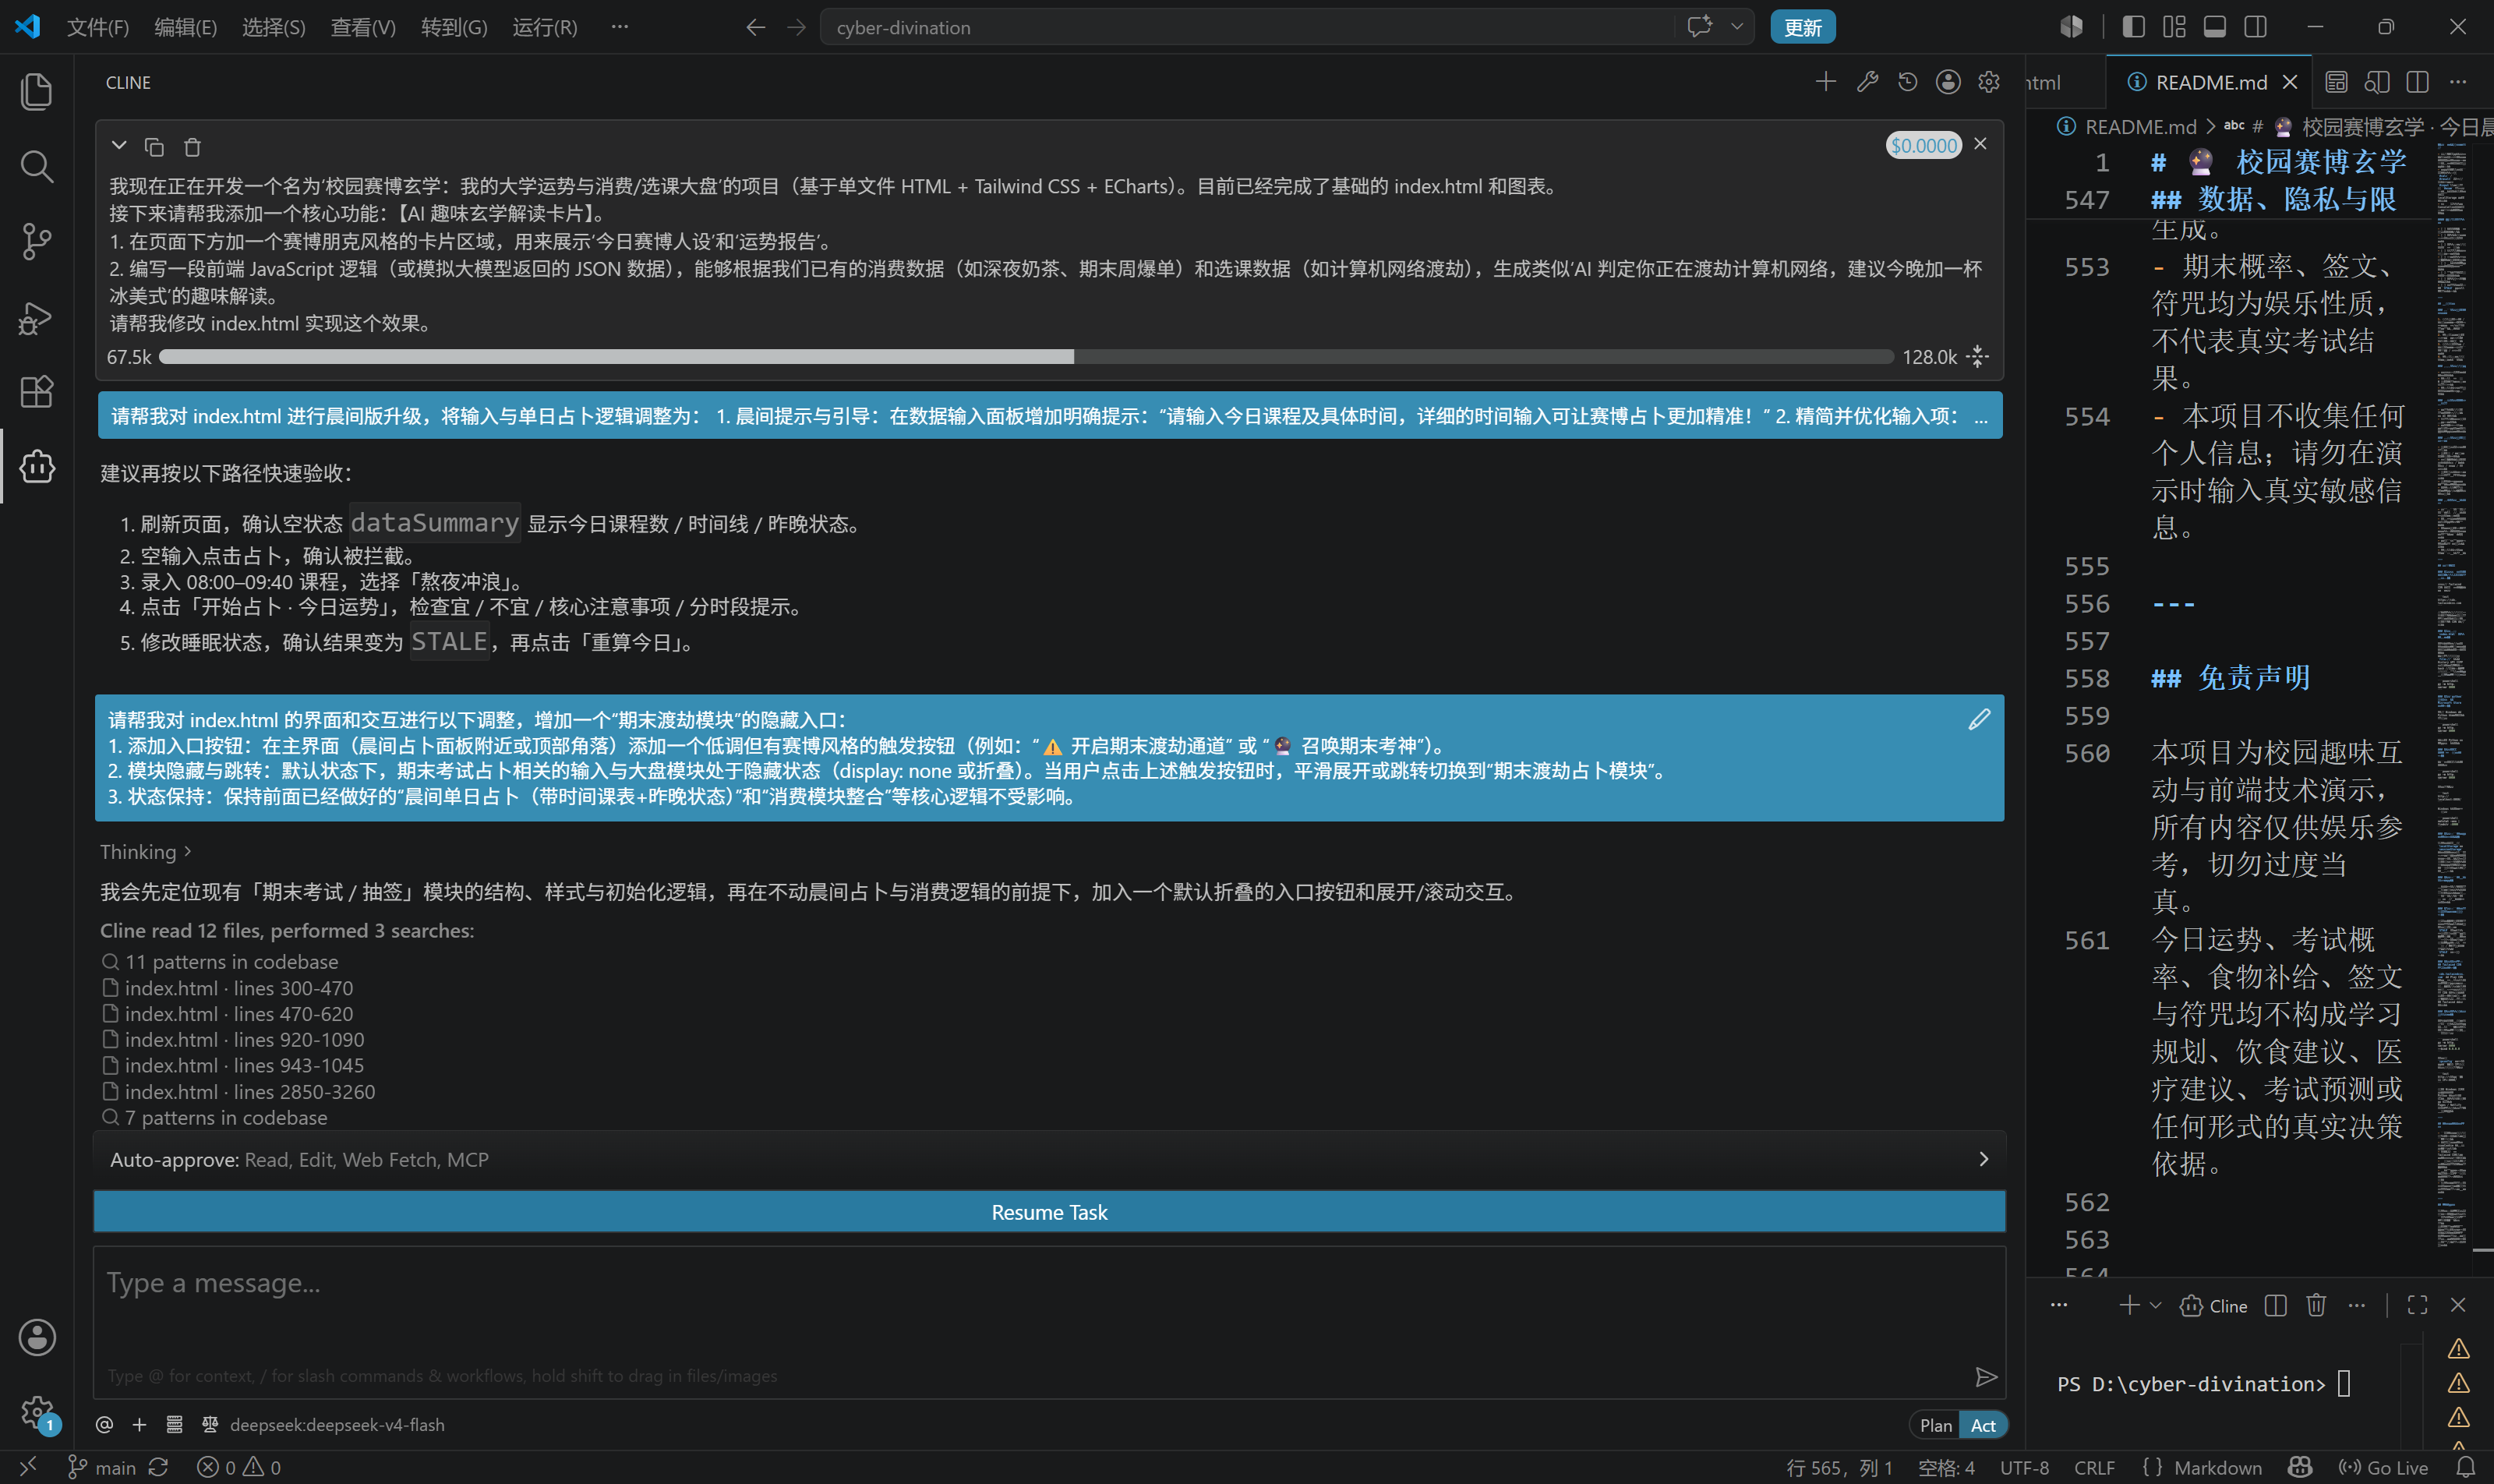 文件(F) 编辑(E) 选择(S) 查看(V) 转到(G) 运行(R) ···
cyber-divination
更新
CLINE
$0.0000
我现在正在开发一个名为'校园赛博玄学：我的大学运势与消费/选课大盘'的项目（基于单文件 HTML + Tailwind CSS + ECharts）。目前已经完成了基础的 index.html 和图表。
接下来请帮我添加一个核心功能：【AI 趣味玄学解读卡片】。
1. 在页面下方加一个赛博朋克风格的卡片区域，用来展示'今日赛博人设'和'运势报告'。
2. 编写一段前端 JavaScript 逻辑（或模拟大模型返回的 JSON 数据），能够根据我们已有的消费数据（如深夜奶茶、期末周爆单）和选课数据（如计算机网络渡劫），生成类似'AI 判定你正在渡劫计算机网络，建议今晚加一杯
冰美式'的趣味解读。
请帮我修改 index.html 实现这个效果。
67.5k 128.0k
请帮我对 index.html 进行晨间版升级，将输入与单日占卜逻辑调整为： 1. 晨间提示与引导：在数据输入面板增加明确提示：“请输入今日课程及具体时间，详细的时间输入可让赛博占卜更加精准！” 2. 精简并优化输入项： ...
建议再按以下路径快速验收：
1. 刷新页面，确认空状态 dataSummary 显示今日课程数 / 时间线 / 昨晚状态。
2. 空输入点击占卜，确认被拦截。
3. 录入 08:00–09:40 课程，选择「熬夜冲浪」。
4. 点击「开始占卜 · 今日运势」，检查宜 / 不宜 / 核心注意事项 / 分时段提示。
5. 修改睡眠状态，确认结果变为 STALE，再点击「重算今日」。
请帮我对 index.html 的界面和交互进行以下调整，增加一个“期末渡劫模块”的隐藏入口：
1. 添加入口按钮：在主界面（晨间占卜面板附近或顶部角落）添加一个低调但有赛博风格的触发按钮（例如：“⚠️ 开启期末渡劫通道” 或 “🔮 召唤期末考神”）。
2. 模块隐藏与跳转：默认状态下，期末考试占卜相关的输入与大盘模块处于隐藏状态（display: none 或折叠）。当用户点击上述触发按钮时，平滑展开或跳转切换到“期末渡劫占卜模块”。
3. 状态保持：保持前面已经做好的“晨间单日占卜（带时间课表+昨晚状态）”和“消费模块整合”等核心逻辑不受影响。
Thinking
我会先定位现有「期末考试 / 抽签」模块的结构、样式与初始化逻辑，再在不动晨间占卜与消费逻辑的前提下，加入一个默认折叠的入口按钮和展开/滚动交互。
Cline read 12 files, performed 3 searches:
11 patterns in codebase
index.html · lines 300-470
index.html · lines 470-620
index.html · lines 920-1090
index.html · lines 943-1045
index.html · lines 2850-3260
7 patterns in codebase
Auto-approve: Read, Edit, Web Fetch, MCP
Resume Task
Type a message...
Type @ for context, / for slash commands & workflows, hold shift to drag in files/images
deepseek:deepseek-v4-flash
Plan Act
html
README.md
README.md > abc # 🔮 校园赛博玄学 · 今日晨
1 # 🔮 校园赛博玄学
547 ## 数据、隐私与限
生成。
553 - 期末概率、签文、
符咒均为娱乐性质，
不代表真实考试结
果。
554 - 本项目不收集任何
个人信息；请勿在演
示时输入真实敏感信
息。
555
556 ---
557
558 ## 免责声明
559
560 本项目为校园趣味互
动与前端技术演示，
所有内容仅供娱乐参
考，切勿过度当
真。
561 今日运势、考试概
率、食物补给、签文
与符咒均不构成学习
规划、饮食建议、医
疗建议、考试预测或
任何形式的真实决策
依据。
562
563
564
Cline
PS D:\cyber-divination>
1
main 0 0
行 565，列 1 空格: 4 UTF-8 CRLF {} Markdown Go Live